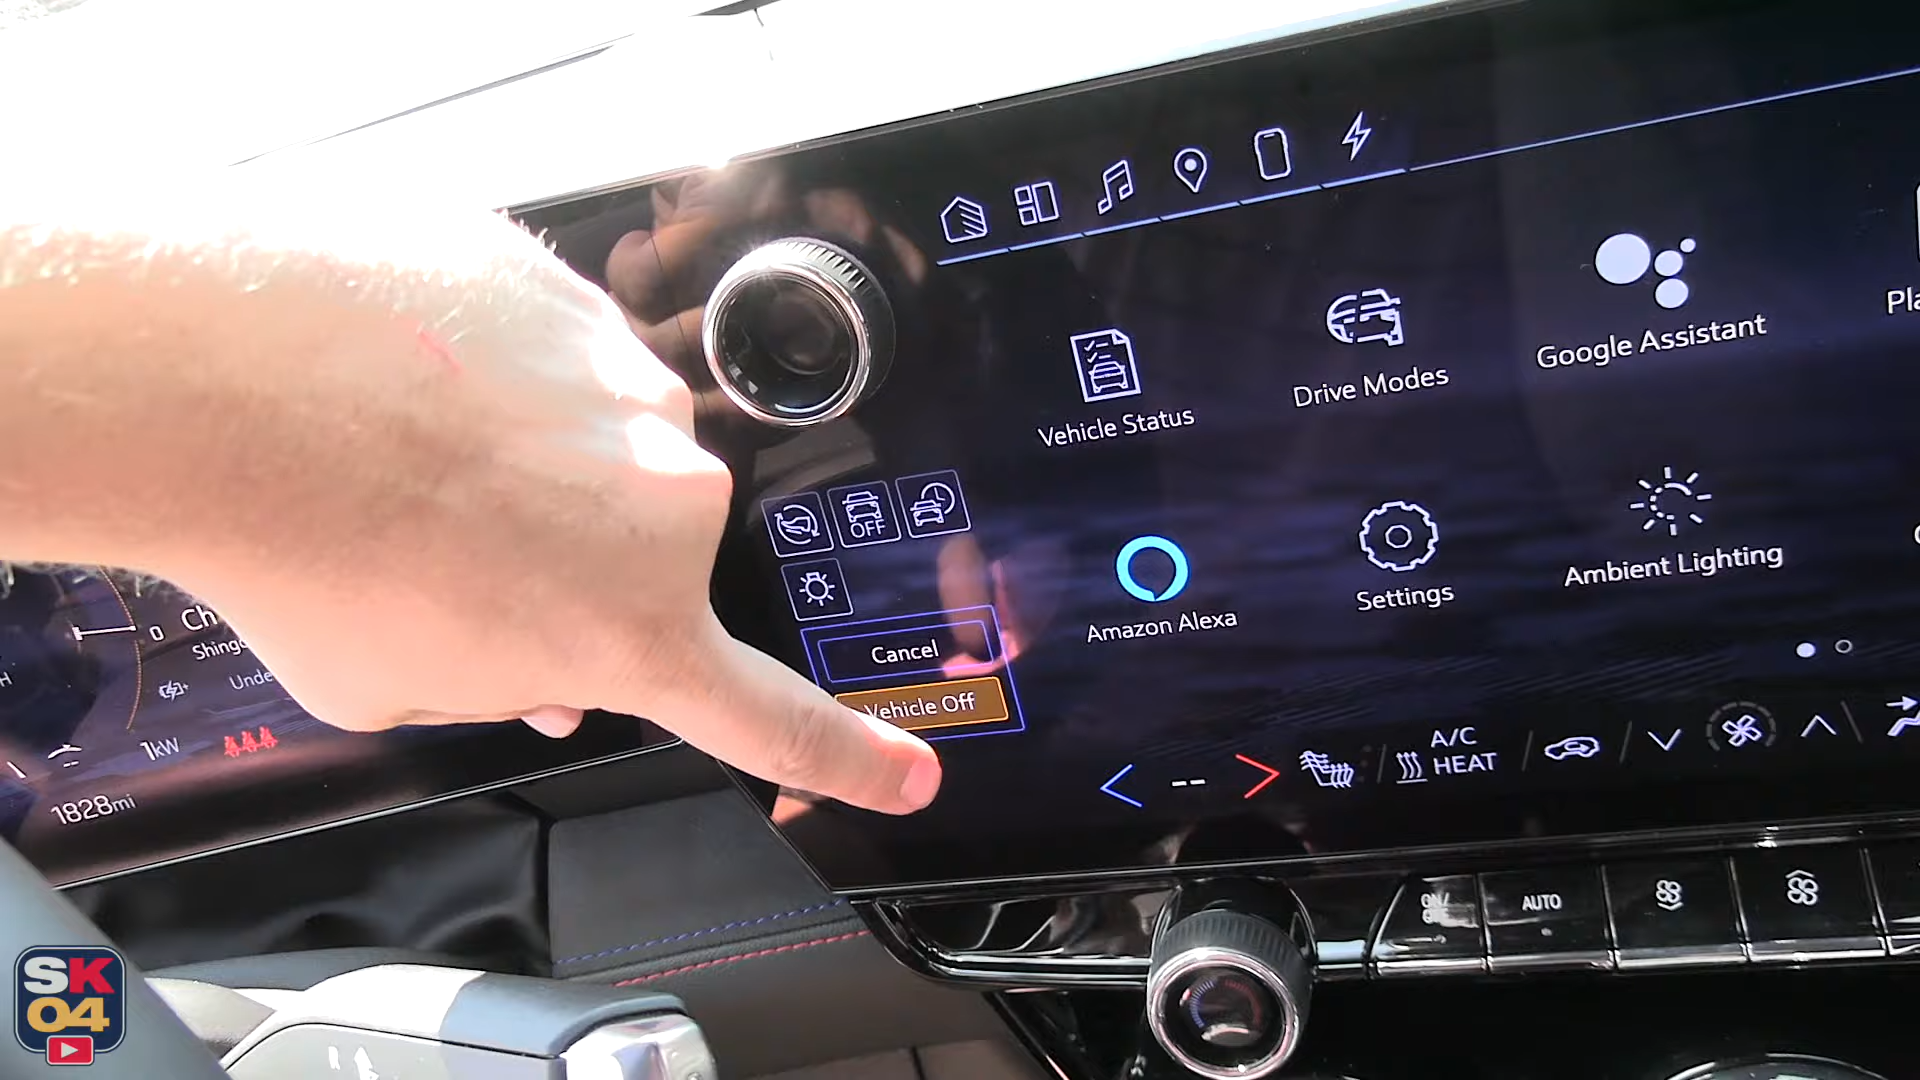 Google Assistant
Drive Modes
Vehicle Status
OFF
Amazon Alexa
Settings
Ambient Lighting
Cancel
Vehicle Off
0
1kW
1828mi
--
A/C
HEAT
AUTO
SK
04